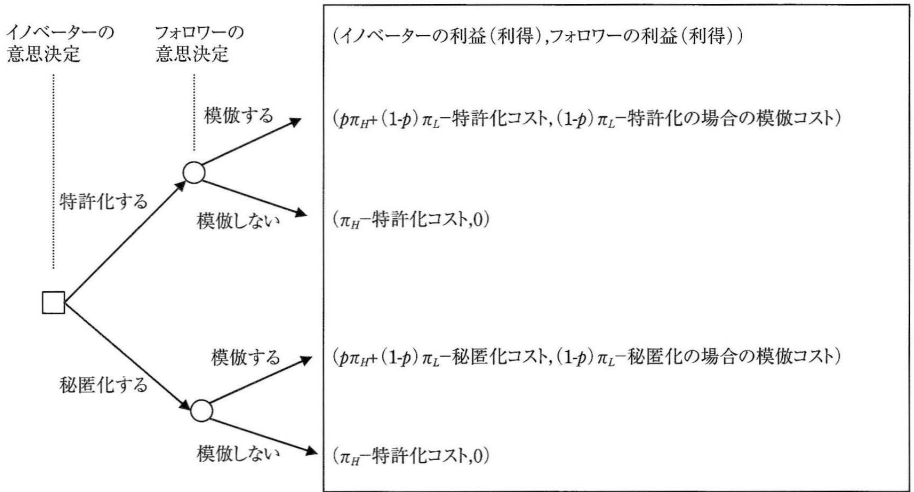 イノベーターの
意思決定
フォロワーの
意思決定
(イノベーターの利益(利得),フォロワーの利益(利得))
模倣する
(pπH+(1-p)πL−特許化コスト,(1-p)πL−特許化の場合の模倣コスト)
特許化する
模倣しない
(πH−特許化コスト,0)
模倣する
(pπH+(1-p)πL−秘匿化コスト,(1-p)πL−秘匿化の場合の模倣コスト)
秘匿化する
模倣しない
(πH−特許化コスト,0)